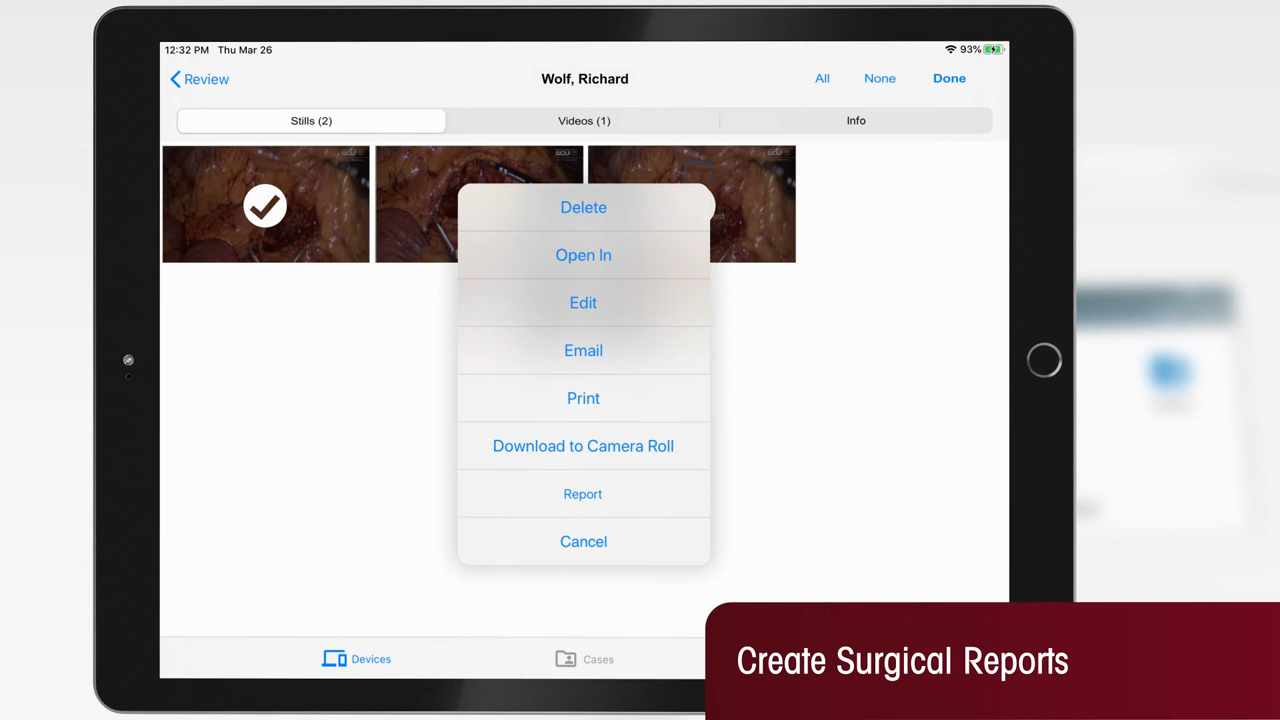 12:32 PM Thu Mar 26
93%
Review
Wolf, Richard
All
None
Done
Stills (2)
Videos (1)
Info
Delete
Open In
Edit
Email
Print
Download to Camera Roll
Report
Cancel
Devices
Cases
Create Surgical Reports